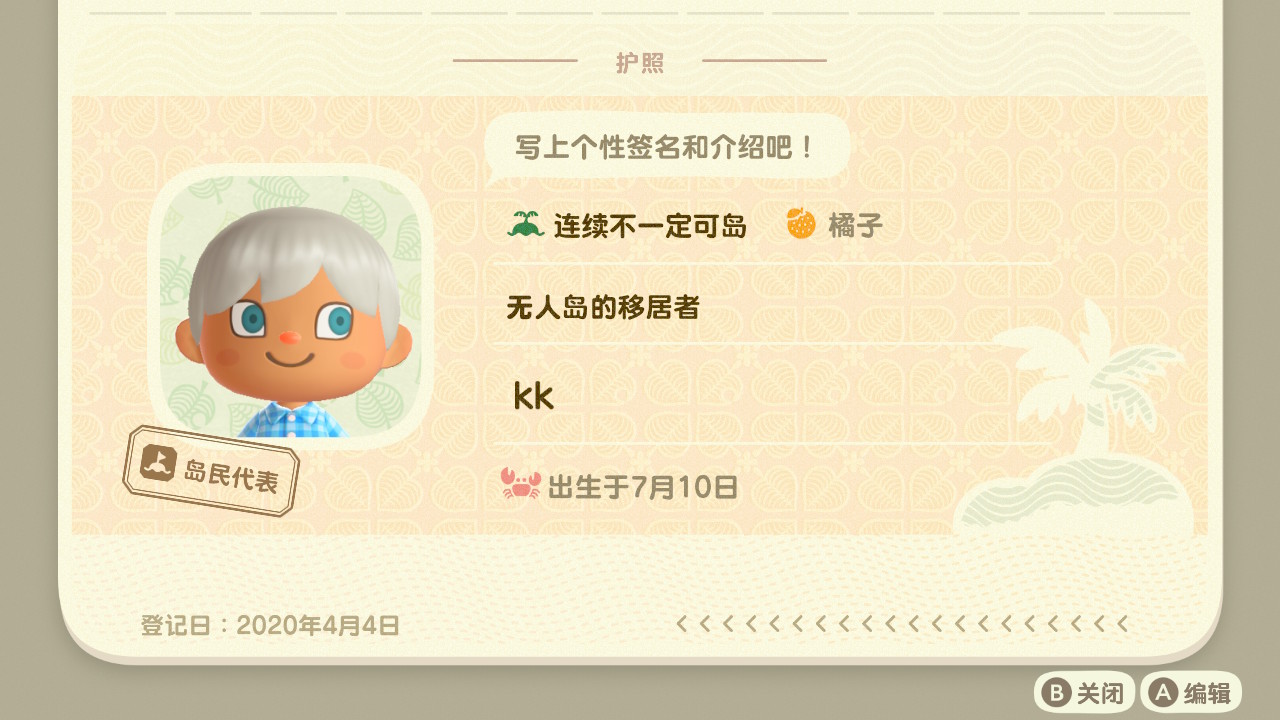 护照
写上个性签名和介绍吧！
连续不一定可岛 橘子
无人岛的移居者
kk
出生于7月10日
岛民代表
登记日：2020年4月4日 <<<<<<<<<<<<<<<<<<<<
B 关闭 A 编辑